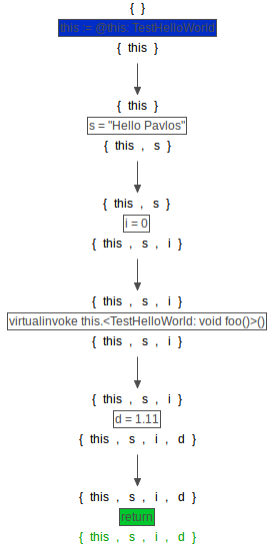 { }
this := @this: TestHelloWorld
{ this }
{ this }
s = "Hello Pavlos"
{ this , s }
{ this , s }
i = 0
{ this , s , i }
{ this , s , i }
virtualinvoke this.<TestHelloWorld: void foo()>()
{ this , s , i }
{ this , s , i }
d = 1.11
{ this , s , i , d }
{ this , s , i , d }
return
{ this , s , i , d }